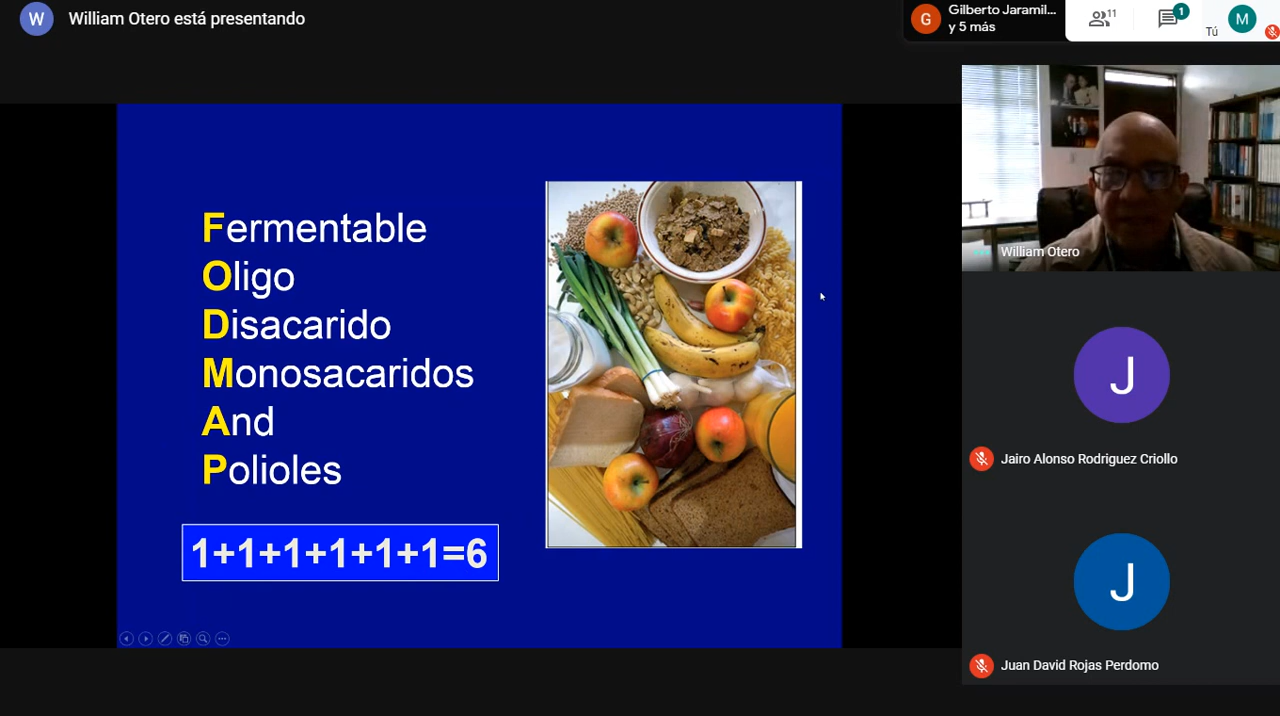 W
William Otero está presentando
G
Gilberto Jaramil...
y 5 más
11
1
Tú
M
Fermentable
Oligo
Disacarido
Monosacaridos
And
Polioles
1+1+1+1+1+1=6
William Otero
J
Jairo Alonso Rodriguez Criollo
J
Juan David Rojas Perdomo